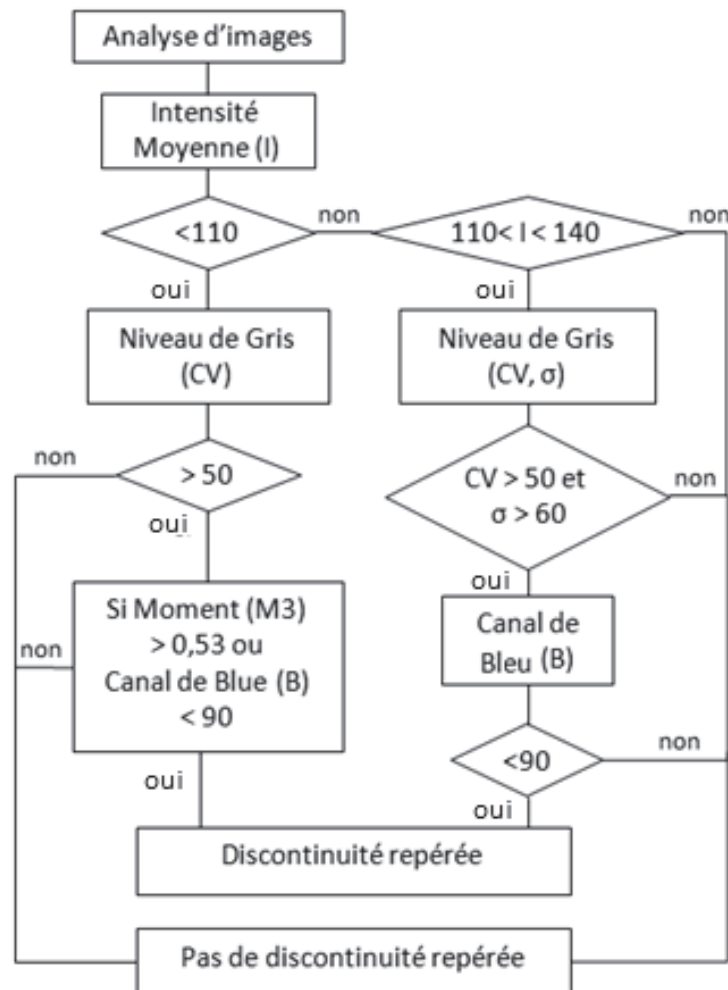 Analyse d'images
Intensité
Moyenne (I)
<110
non
110< I < 140
non
oui
oui
Niveau de Gris
(CV)
Niveau de Gris
(CV, σ)
non
> 50
CV > 50 et
σ > 60
non
oui
oui
Si Moment (M3)
> 0,53 ou
Canal de Blue (B)
< 90
non
Canal de
Bleu (B)
<90
non
oui
oui
Discontinuité repérée
Pas de discontinuité repérée